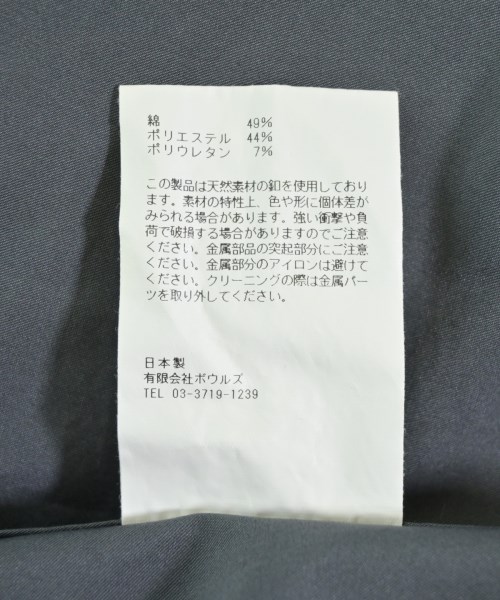 綿 49%
ポリエステル 44%
ポリウレタン 7%
この製品は天然素材の釦を使用しており
ます。素材の特性上、色や形に個体差が
みられる場合があります。強い衝撃や負
荷で破損する場合がありますのでご注意
ください。金属部品の突起部分にご注意
ください。金属部分のアイロンは避けて
ください。クリーニングの際は金属パー
ツを取り外してください。
日本製
有限会社ボウルズ
TEL 03-3719-1239